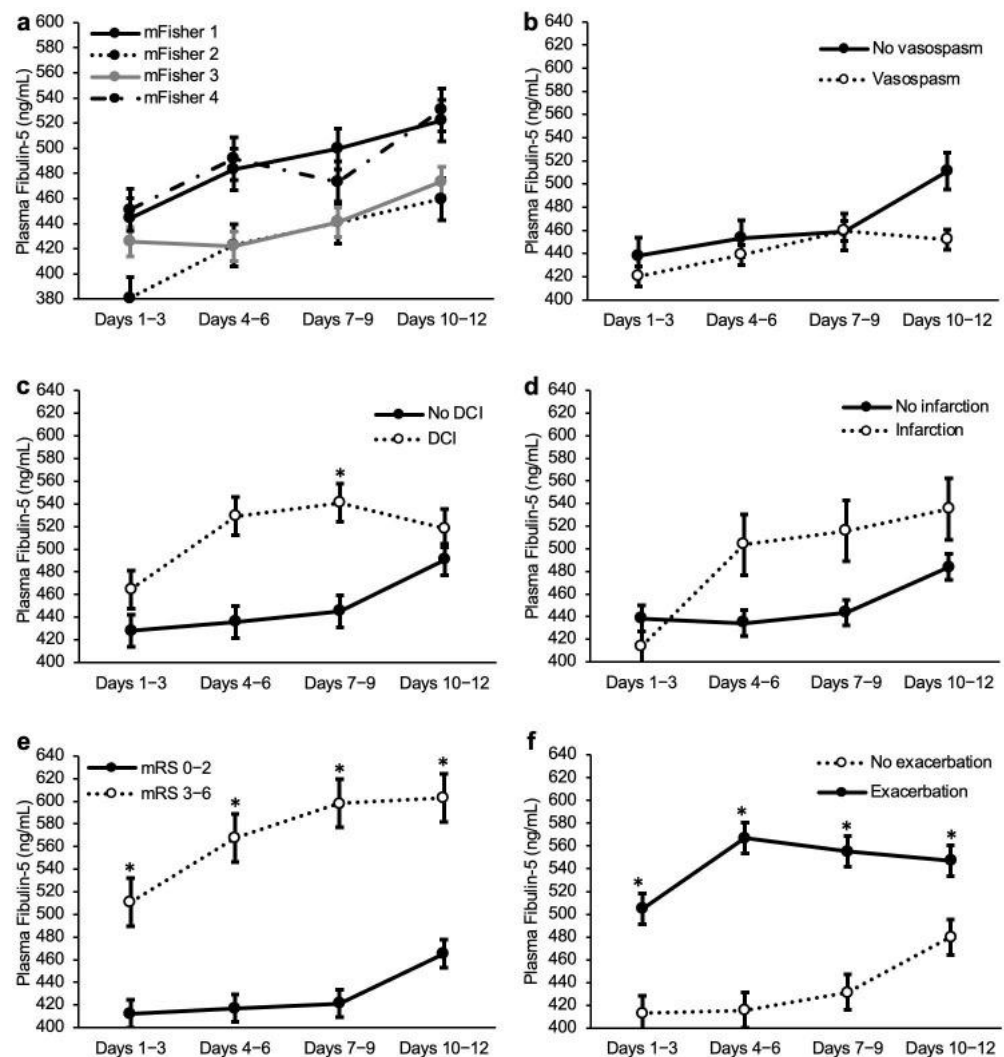 a
600
580
560
540
520
500
480
460
440
420
400
380
Plasma Fibulin-5 (ng/mL)
mFisher 1
mFisher 2
mFisher 3
mFisher 4
Days 1−3 Days 4−6 Days 7−9 Days 10−12
b
640
620
600
580
560
540
520
500
480
460
440
420
400
Plasma Fibulin-5 (ng/mL)
No vasospasm
Vasospasm
Days 1−3 Days 4−6 Days 7−9 Days 10−12
c
640
620
600
580
560
540
520
500
480
460
440
420
400
Plasma Fibulin-5 (ng/mL)
No DCI
DCI
*
Days 1−3 Days 4−6 Days 7−9 Days 10−12
d
640
620
600
580
560
540
520
500
480
460
440
420
400
Plasma Fibulin-5 (ng/mL)
No infarction
Infarction
Days 1−3 Days 4−6 Days 7−9 Days 10−12
e
640
620
600
580
560
540
520
500
480
460
440
420
400
Plasma Fibulin-5 (ng/mL)
mRS 0−2
mRS 3−6
* * * *
Days 1−3 Days 4−6 Days 7−9 Days 10−12
f
640
620
600
580
560
540
520
500
480
460
440
420
400
Plasma Fibulin-5 (ng/mL)
No exacerbation
Exacerbation
* * * *
Days 1−3 Days 4−6 Days 7−9 Days 10−12